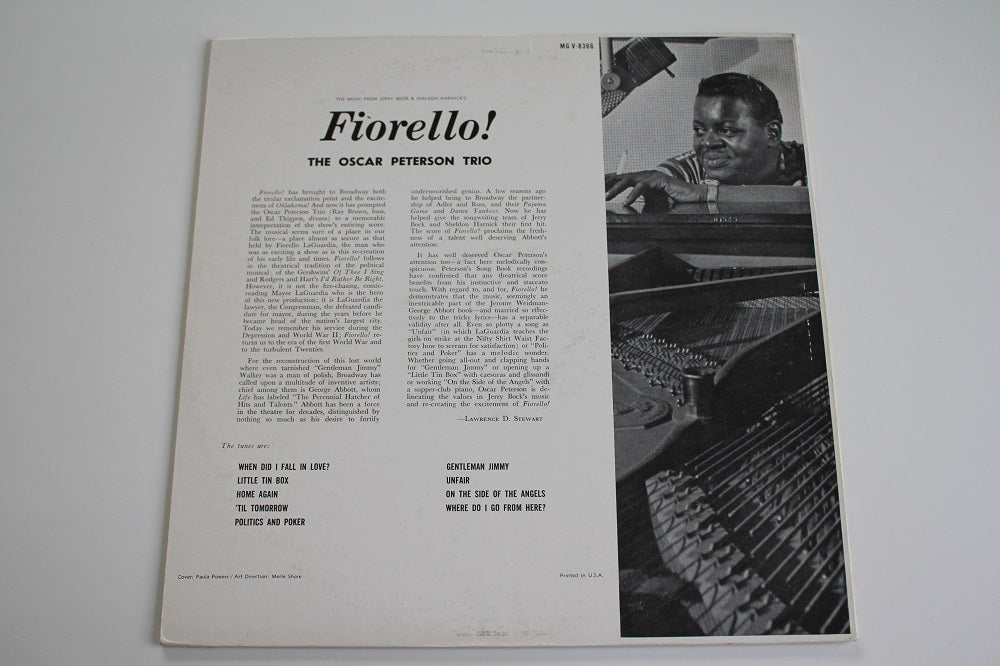 MG V-8366
THE MUSIC FROM JERRY BOCK & SHELDON HARNICK'S
Fiorello!
THE OSCAR PETERSON TRIO
Fiorello! has brought to Broadway both
the titular exclamation point and the excite-
ment of Oklahoma! And now it has prompted
the Oscar Peterson Trio (Ray Brown, bass,
and Ed Thigpen, drums) to a memorable
interpretation of the show's enticing score.
The musical seems sure of a place in our
folk lore—a place almost as secure as that
held by Fiorello LaGuardia, the man who
was as exciting a show as is this re-creation
of his early life and times. Fiorello! follows
in the theatrical tradition of the political
musical: of the Gershwins' Of Thee I Sing
and Rodgers and Hart's I'd Rather Be Right.
However, it is not the fire-chasing, comic-
reading Mayor LaGuardia who is the hero
of this new production; it is LaGuardia the
lawyer, the Congressman, the defeated candi-
date for mayor, during the years before he
became head of the nation's largest city.
Today we remember his service during the
Depression and World War II; Fiorello! re-
turns us to the era of the first World War and
to the turbulent Twenties.
For the reconstruction of this lost world
where even tarnished "Gentleman Jimmy"
Walker was a man of polish, Broadway has
called upon a multitude of inventive artists;
chief among them is George Abbott, whom
Life has labeled "The Perennial Hatcher of
Hits and Talents." Abbott has been a force
in the theatre for decades, distinguished by
nothing so much as his desire to fortify
undernourished genius. A few seasons ago
he helped bring to Broadway the partner-
ship of Adler and Ross, and their Pajama
Game and Damn Yankees. Now he has
helped give the songwriting team of Jerry
Bock and Sheldon Harnick their first hit.
The score of Fiorello! proclaims the fresh-
ness of a talent well deserving Abbott's
attention.
It has well deserved Oscar Peterson's
attention too—a fact here melodically con-
spicuous. Peterson's Song Book recordings
have confirmed that any theatrical score
benefits from his instinctive and staccato
touch. With regard to, and for, Fiorello! he
demonstrates that the music, seemingly an
inextricable part of the Jerome Weidman-
George Abbott book—and married so effec-
tively to the tricky lyrics—has a separable
validity after all. Even so plotty a song as
"Unfair" (in which LaGuardia teaches the
girls on strike at the Nifty Shirt Waist Fac-
tory how to scream for satisfaction) or "Poli-
tics and Poker" has a melodic wonder.
Whether going all-out and clapping hands
for "Gentleman Jimmy" or opening up a
"Little Tin Box" with caesuras and glissandi
or working "On the Side of the Angels" with
a supper-club piano, Oscar Peterson is de-
lineating the values in Jerry Bock's music
and re-creating the excitement of Fiorello!
—LAWRENCE D. STEWART
The tunes are:
WHEN DID I FALL IN LOVE?
LITTLE TIN BOX
HOME AGAIN
'TIL TOMORROW
POLITICS AND POKER
GENTLEMAN JIMMY
UNFAIR
ON THE SIDE OF THE ANGELS
WHERE DO I GO FROM HERE?
Cover: Paula Powers / Art Direction: Merle Shore
Printed in U.S.A.